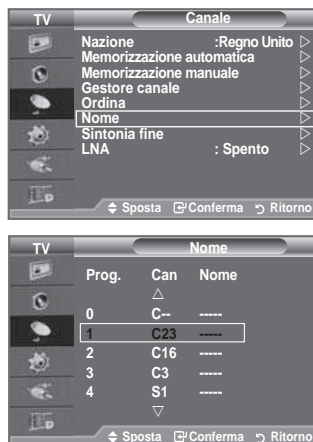 TV Canale
Nazione :Regno Unito
Memorizzazione automatica
Memorizzazione manuale
Gestore canale
Ordina
Nome
Sintonia fine
LNA : Spento
Sposta Conferma Ritorno
TV Nome
Prog. Can Nome
0 C-- -----
1 C23 -----
2 C16 -----
3 C3 -----
4 S1 -----
Sposta Conferma Ritorno